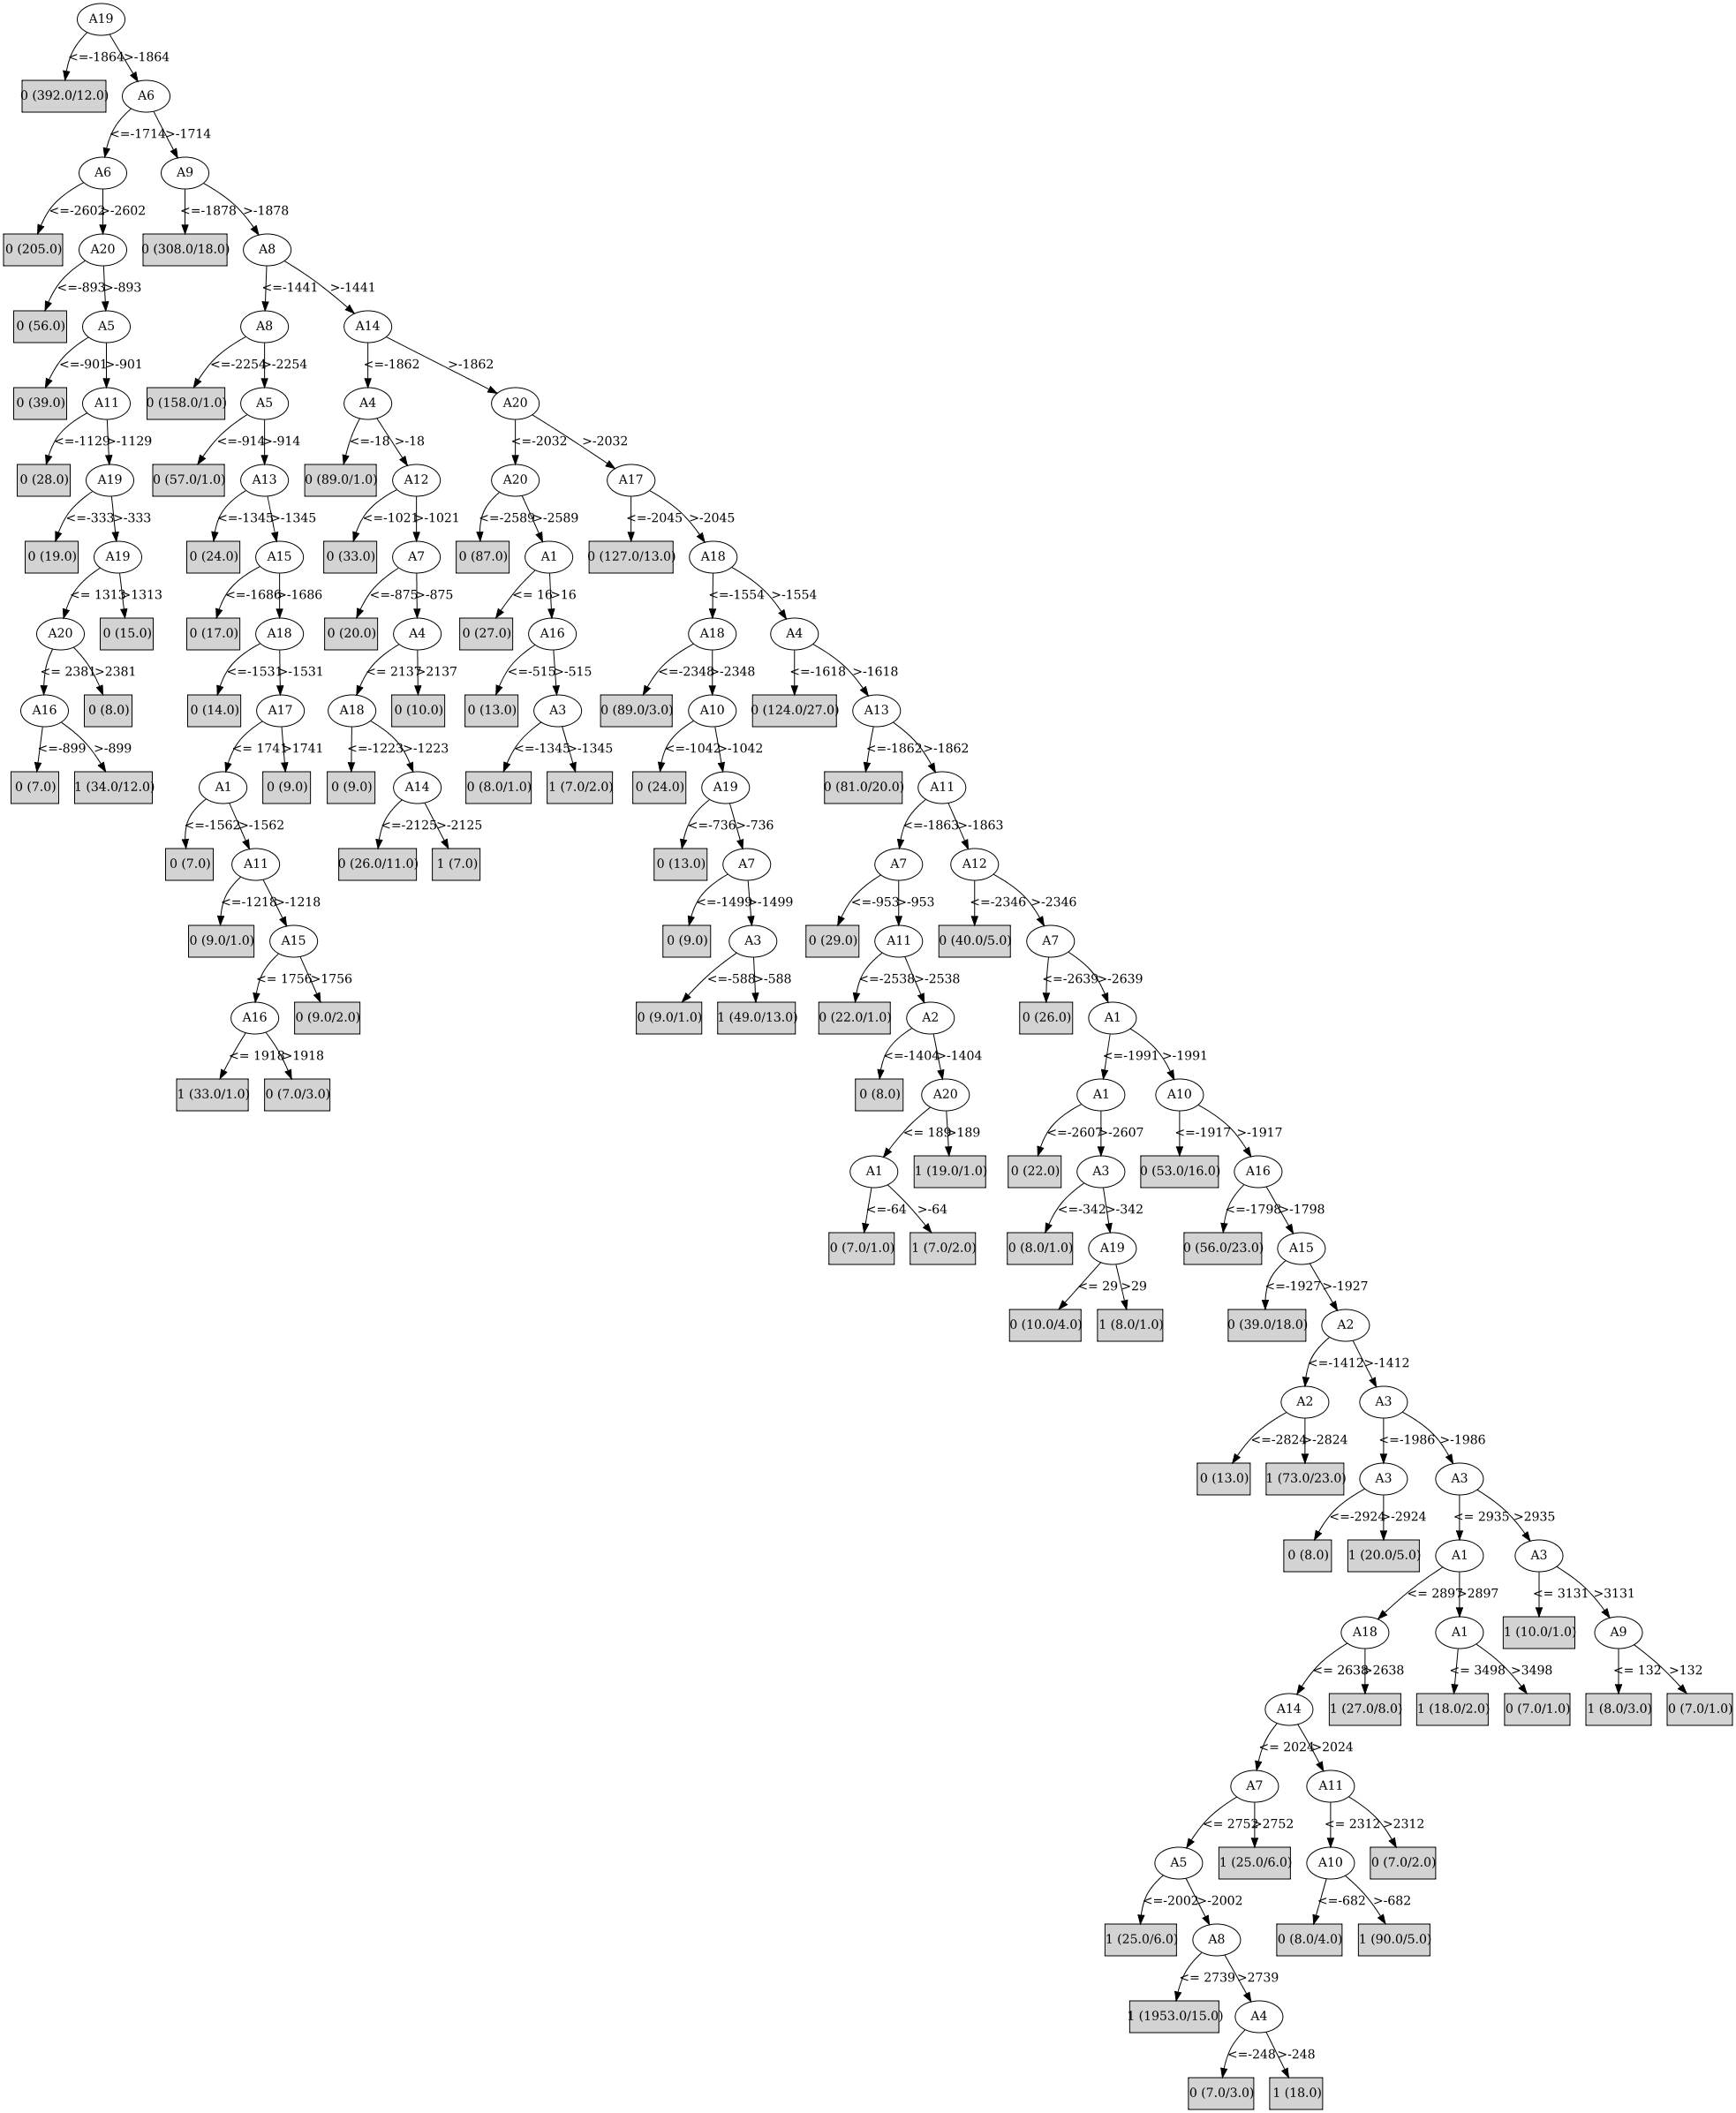 A19
<=-1864 >-1864
0 (392.0/12.0) A6
<=-1714 >-1714
A6 A9
<=-2602 >-2602 <=-1878 >-1878
0 (205.0) A20 0 (308.0/18.0) A8
<=-893 >-893 <=-1441 >-1441
0 (56.0) A5 A8 A14
<=-901 >-901 <=-2254 >-2254 <=-1862 >-1862
0 (39.0) A11 0 (158.0/1.0) A5 A4 A20
<=-1129 >-1129 <=-914 >-914 <=-18 >-18 <=-2032 >-2032
0 (28.0) A19 0 (57.0/1.0) A13 0 (89.0/1.0) A12 A20 A17
<=-333 >-333 <=-1345 >-1345 <=-1021 >-1021 <=-2589 >-2589 <=-2045 >-2045
0 (19.0) A19 0 (24.0) A15 0 (33.0) A7 0 (87.0) A1 0 (127.0/13.0) A18
<= 1313 >1313 <=-1686 >-1686 <=-875 >-875 <= 16 >16 <=-1554 >-1554
A20 0 (15.0) 0 (17.0) A18 0 (20.0) A4 0 (27.0) A16 A18 A4
<= 2381 >2381 <=-1531 >-1531 <= 2137 >2137 <=-515 >-515 <=-2348 >-2348 <=-1618 >-1618
A16 0 (8.0) 0 (14.0) A17 A18 0 (10.0) 0 (13.0) A3 0 (89.0/3.0) A10 0 (124.0/27.0) A13
<=-899 >-899 <= 1741 >1741 <=-1223 >-1223 <=-1345 >-1345 <=-1042 >-1042 <=-1862 >-1862
0 (7.0) 1 (34.0/12.0) A1 0 (9.0) 0 (9.0) A14 0 (8.0/1.0) 1 (7.0/2.0) 0 (24.0) A19 0 (81.0/20.0) A11
<=-1562 >-1562 <=-2125 >-2125 <=-736 >-736 <=-1863 >-1863
0 (7.0) A11 0 (26.0/11.0) 1 (7.0) 0 (13.0) A7 A7 A12
<=-1218 >-1218 <=-1499 >-1499 <=-953 >-953 <=-2346 >-2346
0 (9.0/1.0) A15 0 (9.0) A3 0 (29.0) A11 0 (40.0/5.0) A7
<= 1756 >1756 <=-588 >-588 <=-2538 >-2538 <=-2639 >-2639
A16 0 (9.0/2.0) 0 (9.0/1.0) 1 (49.0/13.0) 0 (22.0/1.0) A2 0 (26.0) A1
<= 1918 >1918 <=-1404 >-1404 <=-1991 >-1991
1 (33.0/1.0) 0 (7.0/3.0) 0 (8.0) A20 A1 A10
<= 189 >189 <=-2607 >-2607 <=-1917 >-1917
A1 1 (19.0/1.0) 0 (22.0) A3 0 (53.0/16.0) A16
<=-64 >-64 <=-342 >-342 <=-1798 >-1798
0 (7.0/1.0) 1 (7.0/2.0) 0 (8.0/1.0) A19 0 (56.0/23.0) A15
<= 29 >29 <=-1927 >-1927
0 (10.0/4.0) 1 (8.0/1.0) 0 (39.0/18.0) A2
<=-1412 >-1412
A2 A3
<=-2824 >-2824 <=-1986 >-1986
0 (13.0) 1 (73.0/23.0) A3 A3
<=-2924 >-2924 <= 2935 >2935
0 (8.0) 1 (20.0/5.0) A1 A3
<= 2897 >2897 <= 3131 >3131
A18 A1 1 (10.0/1.0) A9
<= 2638 >2638 <= 3498 >3498 <= 132 >132
A14 1 (27.0/8.0) 1 (18.0/2.0) 0 (7.0/1.0) 1 (8.0/3.0) 0 (7.0/1.0)
<= 2024 >2024
A7 A11
<= 2752 >2752 <= 2312 >2312
A5 1 (25.0/6.0) A10 0 (7.0/2.0)
<=-2002 >-2002 <=-682 >-682
1 (25.0/6.0) A8 0 (8.0/4.0) 1 (90.0/5.0)
<= 2739 >2739
1 (1953.0/15.0) A4
<=-248 >-248
0 (7.0/3.0) 1 (18.0)